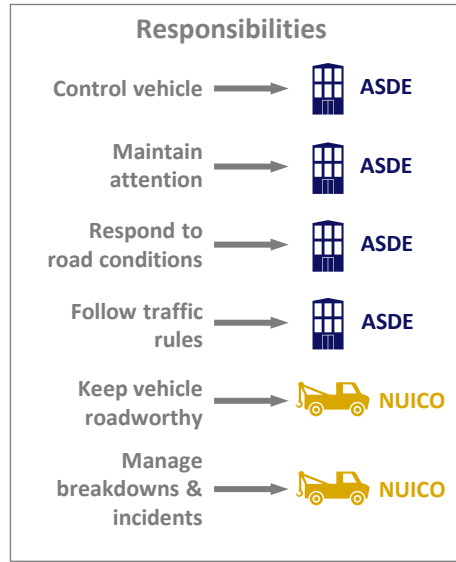 Responsibilities
Control vehicle ASDE
Maintain
attention ASDE
Respond to
road conditions ASDE
Follow traffic
rules ASDE
Keep vehicle
roadworthy NUICO
Manage
breakdowns &
incidents NUICO